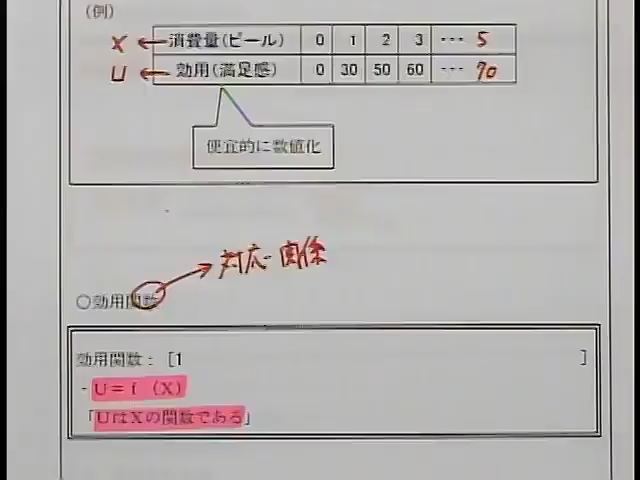 (例)
X ← 消費量(ビール) 0 1 2 3 … 5
U ← 効用(満足感) 0 30 50 60 … 70
便宜的に数値化
対応関係
○効用関数
効用関数：[1 ]
-U=f (X)
「UはXの関数である」